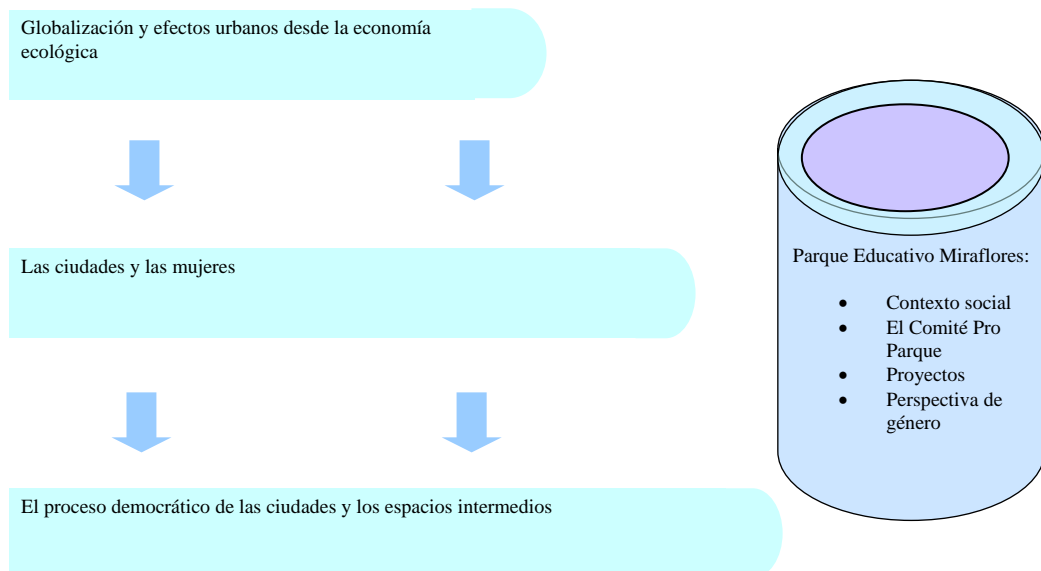 Globalización y efectos urbanos desde la economía
ecológica
Las ciudades y las mujeres
El proceso democrático de las ciudades y los espacios intermedios
Parque Educativo Miraflores:
• Contexto social
• El Comité Pro
Parque
• Proyectos
• Perspectiva de
género